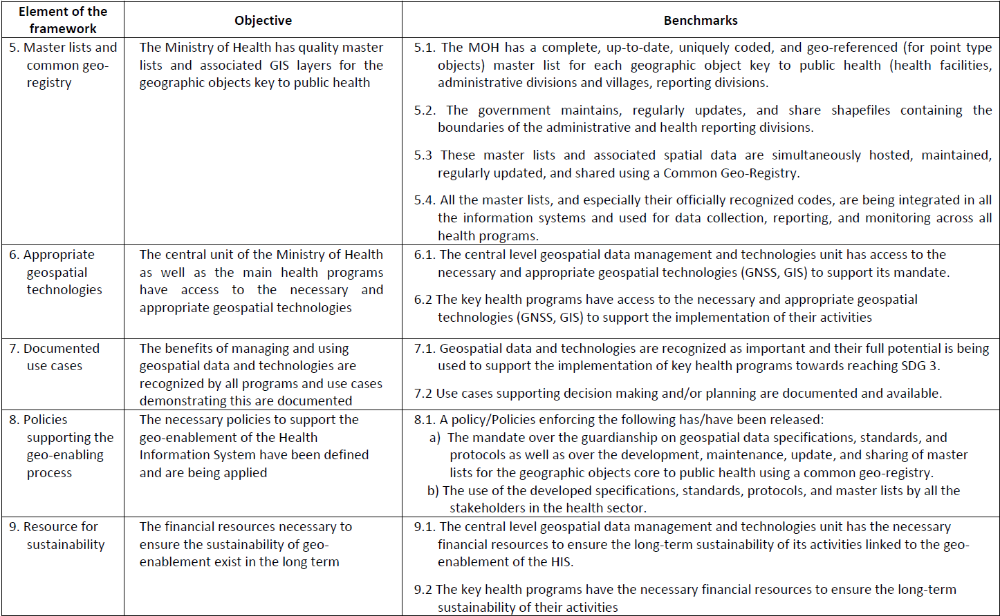 Element of the
framework
Objective
Benchmarks
5. Master lists and
common geo-
registry
The Ministry of Health has quality master
lists and associated GIS layers for the
geographic objects key to public health
5.1. The MOH has a complete, up-to-date, uniquely coded, and geo-referenced (for point type
objects) master list for each geographic object key to public health (health facilities,
administrative divisions and villages, reporting divisions.
5.2. The government maintains, regularly updates, and share shapefiles containing the
boundaries of the administrative and health reporting divisions.
5.3 These master lists and associated spatial data are simultaneously hosted, maintained,
regularly updated, and shared using a Common Geo-Registry.
5.4. All the master lists, and especially their officially recognized codes, are being integrated in all
the information systems and used for data collection, reporting, and monitoring across all
health programs.
6. Appropriate
geospatial
technologies
The central unit of the Ministry of Health
as well as the main health programs
have access to the necessary and
appropriate geospatial technologies
6.1. The central level geospatial data management and technologies unit has access to the
necessary and appropriate geospatial technologies (GNSS, GIS) to support its mandate.
6.2 The key health programs have access to the necessary and appropriate geospatial
technologies (GNSS, GIS) to support the implementation of their activities
7. Documented
use cases
The benefits of managing and using
geospatial data and technologies are
recognized by all programs and use cases
demonstrating this are documented
7.1. Geospatial data and technologies are recognized as important and their full potential is being
used to support the implementation of key health programs towards reaching SDG 3.
7.2 Use cases supporting decision making and/or planning are documented and available.
8. Policies
supporting the
geo-enabling
process
The necessary policies to support the
geo-enablement of the Health
Information System have been defined
and are being applied
8.1. A policy/Policies enforcing the following has/have been released:
a) The mandate over the guardianship on geospatial data specifications, standards, and
protocols as well as over the development, maintenance, update, and sharing of master
lists for the geographic objects core to public health using a common geo-registry.
b) The use of the developed specifications, standards, protocols, and master lists by all the
stakeholders in the health sector.
9. Resource for
sustainability
The financial resources necessary to
ensure the sustainability of geo-
enablement exist in the long term
9.1. The central level geospatial data management and technologies unit has the necessary
financial resources to ensure the long-term sustainability of its activities linked to the geo-
enablement of the HIS.
9.2 The key health programs have the necessary financial resources to ensure the long-term
sustainability of their activities